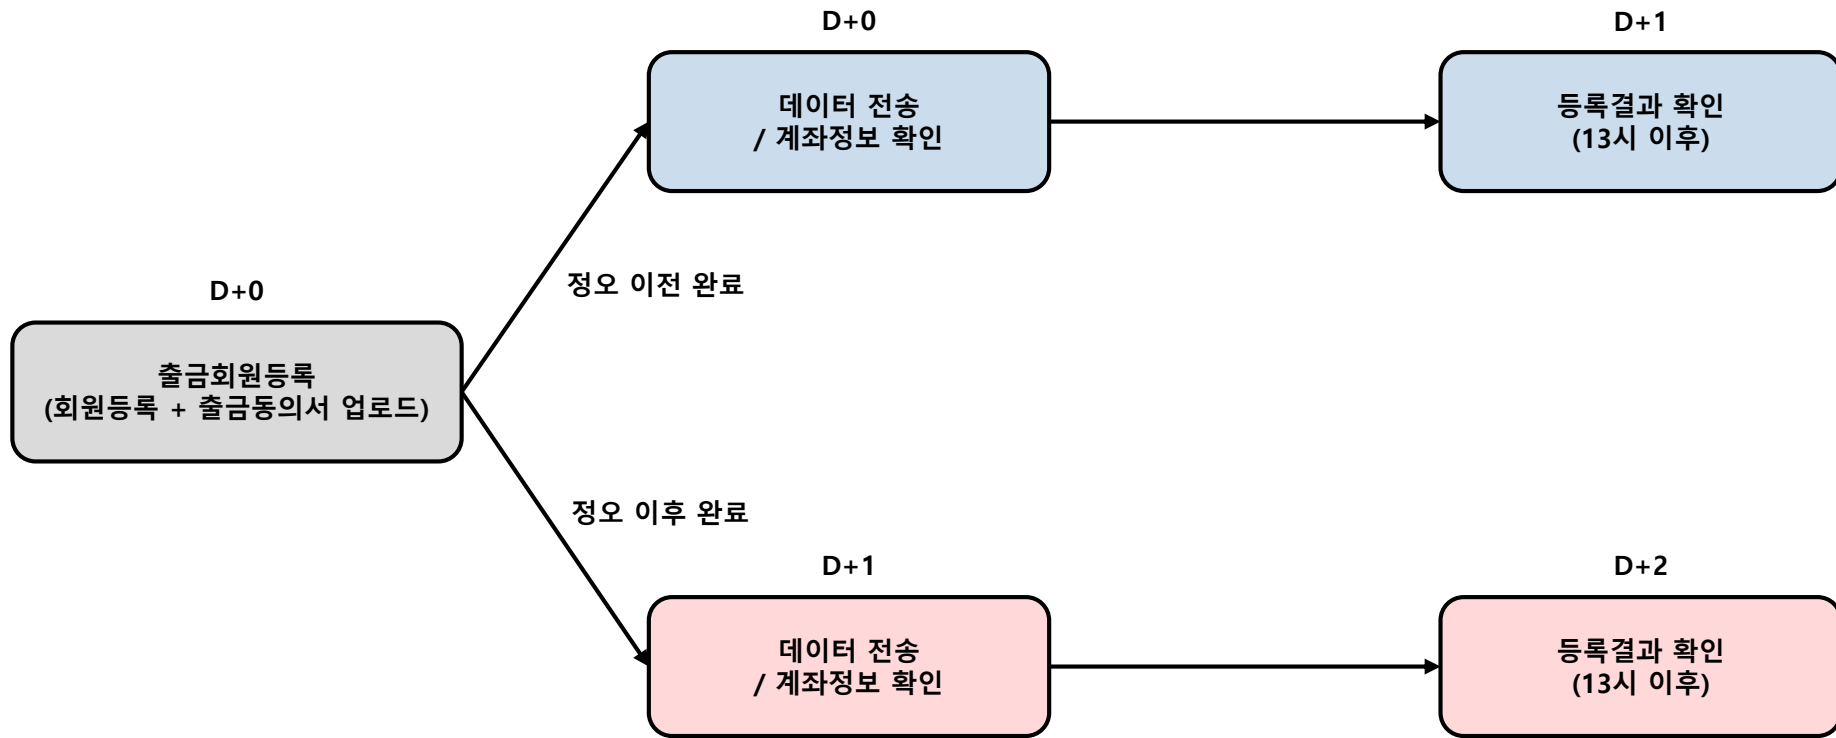 D+0
데이터 전송
/ 계좌정보 확인
D+1
등록결과 확인
(13시 이후)
정오 이전 완료
D+0
출금회원등록
(회원등록 + 출금동의서 업로드)
정오 이후 완료
D+1
데이터 전송
/ 계좌정보 확인
D+2
등록결과 확인
(13시 이후)